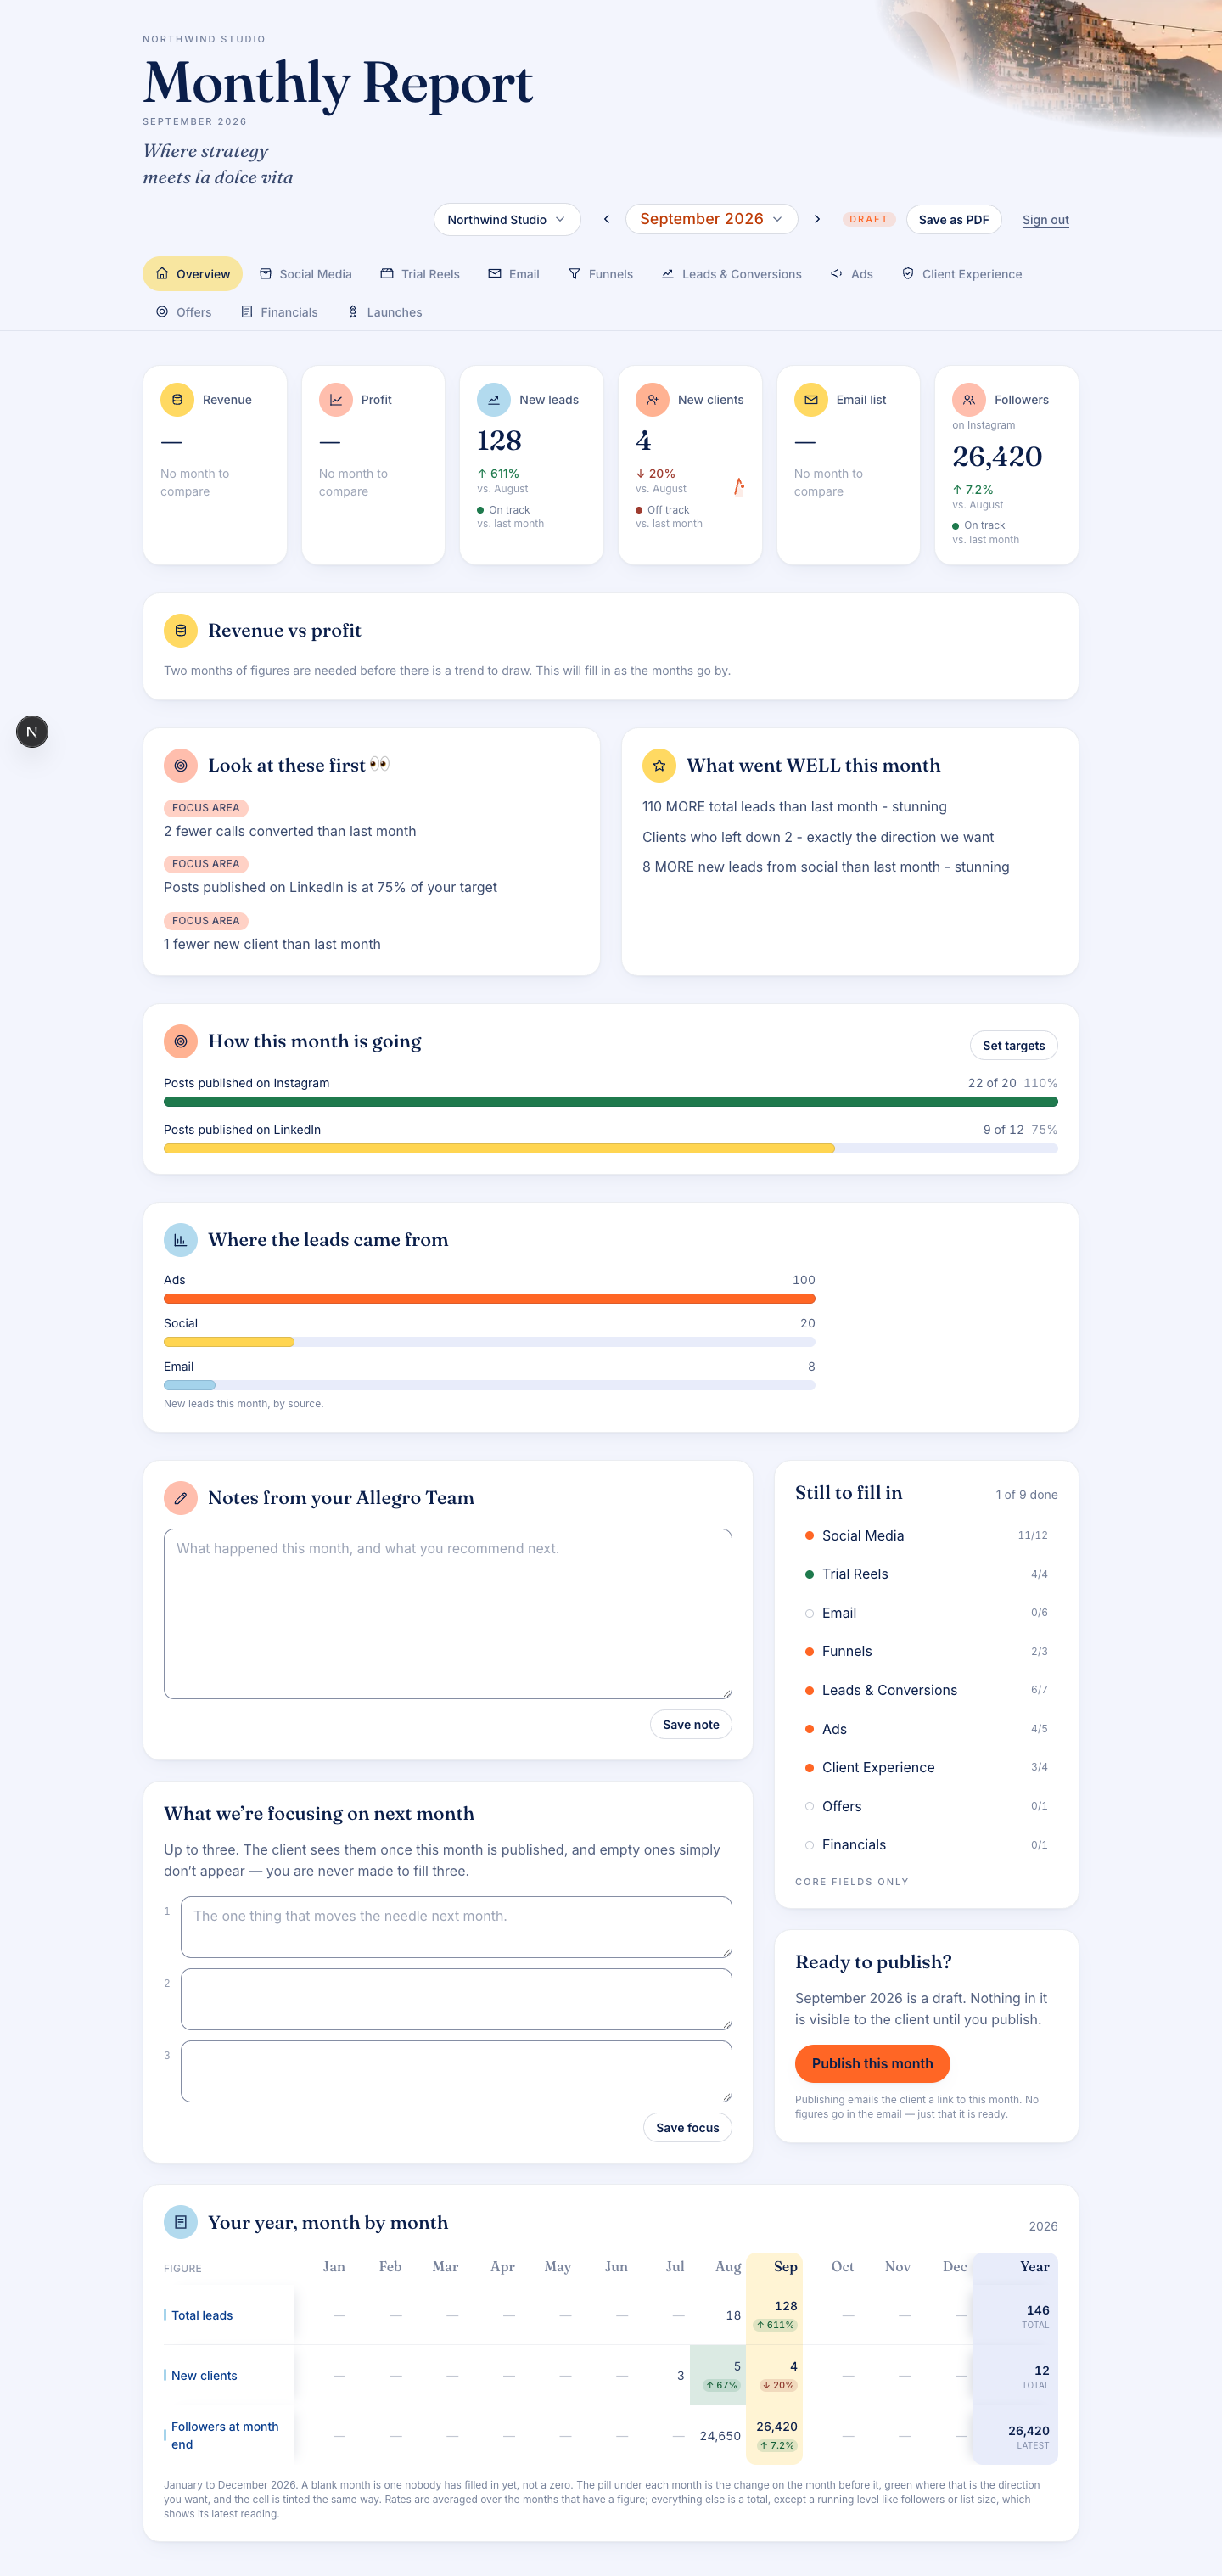 NORTHWIND STUDIO
Monthly Report
SEPTEMBER 2026
Where strategy
meets la dolce vita
Northwind Studio
September 2026
DRAFT
Save as PDF
Sign out
Overview
Social Media
Trial Reels
Email
Funnels
Leads & Conversions
Ads
Client Experience
Offers
Financials
Launches
Revenue
—
No month to
compare
Profit
—
No month to
compare
New leads
128
↑ 611%
vs. August
On track
vs. last month
New clients
4
↓ 20%
vs. August
Off track
vs. last month
Email list
—
No month to
compare
Followers
on Instagram
26,420
↑ 7.2%
vs. August
On track
vs. last month
Revenue vs profit
Two months of figures are needed before there is a trend to draw. This will fill in as the months go by.
N
Look at these first 👀
FOCUS AREA
2 fewer calls converted than last month
FOCUS AREA
Posts published on LinkedIn is at 75% of your target
FOCUS AREA
1 fewer new client than last month
What went WELL this month
110 MORE total leads than last month - stunning
Clients who left down 2 - exactly the direction we want
8 MORE new leads from social than last month - stunning
How this month is going
Set targets
Posts published on Instagram
22 of 20 110%
Posts published on LinkedIn
9 of 12 75%
Where the leads came from
Ads 100
Social 20
Email 8
New leads this month, by source.
Notes from your Allegro Team
What happened this month, and what you recommend next.
Save note
What we're focusing on next month
Up to three. The client sees them once this month is published, and empty ones simply
don't appear — you are never made to fill three.
1 The one thing that moves the needle next month.
2
3
Save focus
Still to fill in
1 of 9 done
Social Media 11/12
Trial Reels 4/4
Email 0/6
Funnels 2/3
Leads & Conversions 6/7
Ads 4/5
Client Experience 3/4
Offers 0/1
Financials 0/1
CORE FIELDS ONLY
Ready to publish?
September 2026 is a draft. Nothing in it
is visible to the client until you publish.
Publish this month
Publishing emails the client a link to this month. No
figures go in the email — just that it is ready.
Your year, month by month
2026
FIGURE Jan Feb Mar Apr May Jun Jul Aug Sep Oct Nov Dec Year
Total leads — — — — — — — 18 128 — — — 146
↑ 611% TOTAL
New clients — — — — — — 3 5 4 — — — 12
↑ 67% ↓ 20% TOTAL
Followers at month
end — — — — — — — 24,650 26,420 — — — 26,420
↑ 7.2% LATEST
January to December 2026. A blank month is one nobody has filled in yet, not a zero. The pill under each month is the change on the month before it, green where that is the direction
you want, and the cell is tinted the same way. Rates are averaged over the months that have a figure; everything else is a total, except a running level like followers or list size, which
shows its latest reading.